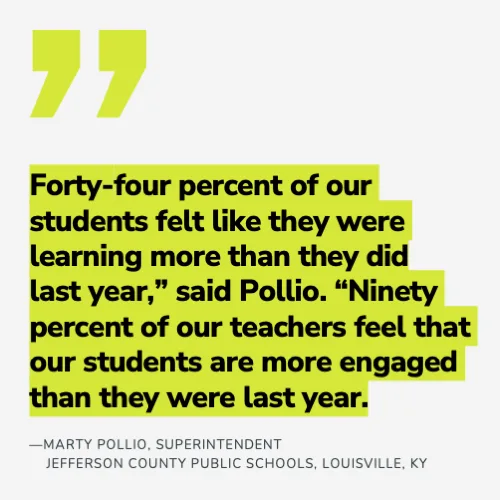 ”
Forty-four percent of our
students felt like they were
learning more than they did
last year,” said Pollio. “Ninety
percent of our teachers feel that
our students are more engaged
than they were last year.
—MARTY POLLIO, SUPERINTENDENT
JEFFERSON COUNTY PUBLIC SCHOOLS, LOUISVILLE, KY